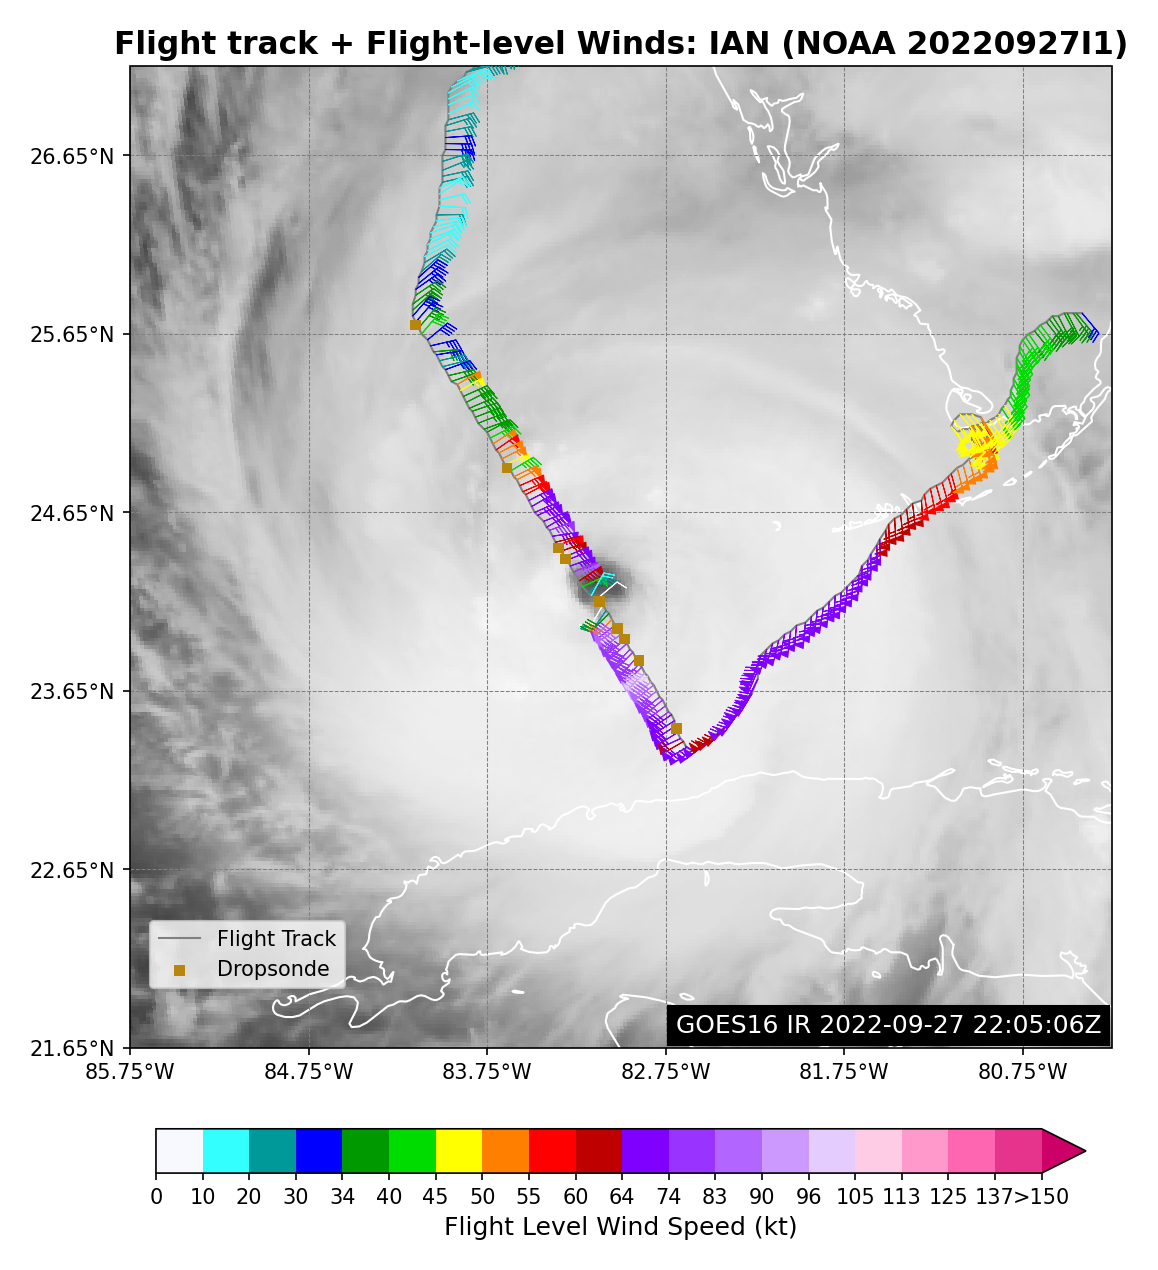 Flight track + Flight-level Winds: IAN (NOAA 20220927I1)
26.65°N
25.65°N
24.65°N
23.65°N
22.65°N
21.65°N
Flight Track
Dropsonde
GOES16 IR 2022-09-27 22:05:06Z
85.75°W 84.75°W 83.75°W 82.75°W 81.75°W 80.75°W
0 10 20 30 34 40 45 50 55 60 64 74 83 90 96 105 113 125 137 >150
Flight Level Wind Speed (kt)